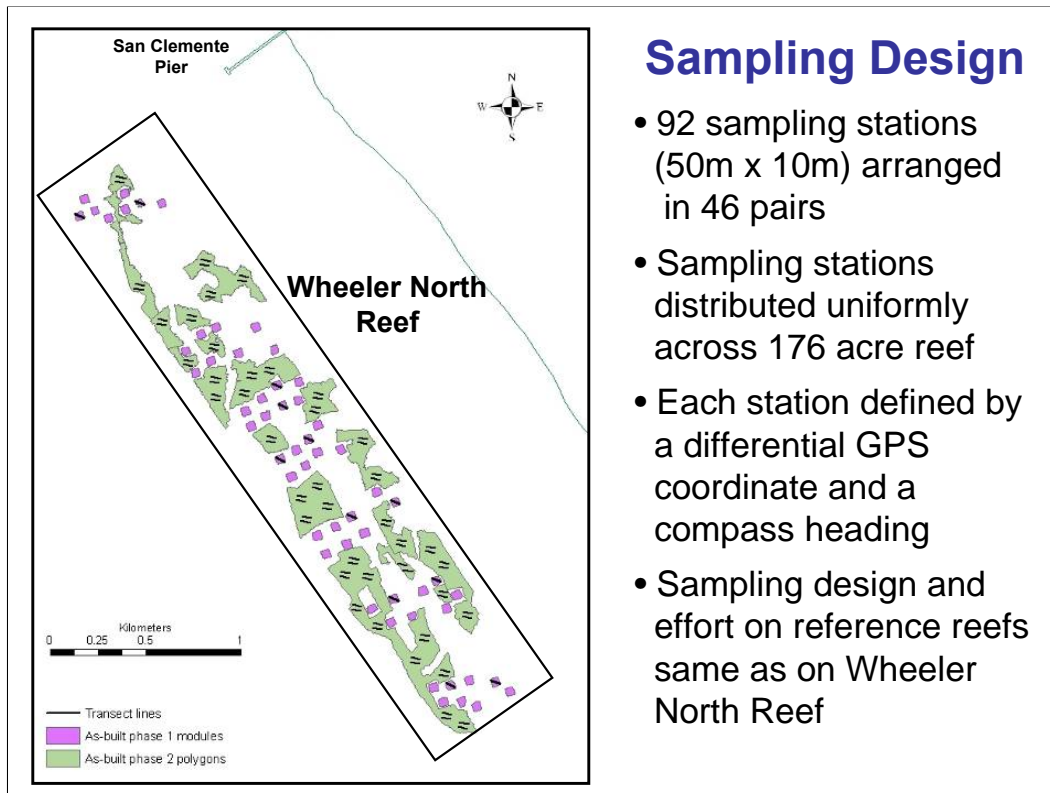 San Clemente
Pier
N
W
E
S
Wheeler North
Reef
Kilometers
0 0.25 0.5 1
Transect lines
As-built phase 1 modules
As-built phase 2 polygons
Sampling Design
• 92 sampling stations
(50m x 10m) arranged
in 46 pairs
• Sampling stations
distributed uniformly
across 176 acre reef
• Each station defined by
a differential GPS
coordinate and a
compass heading
• Sampling design and
effort on reference reefs
same as on Wheeler
North Reef